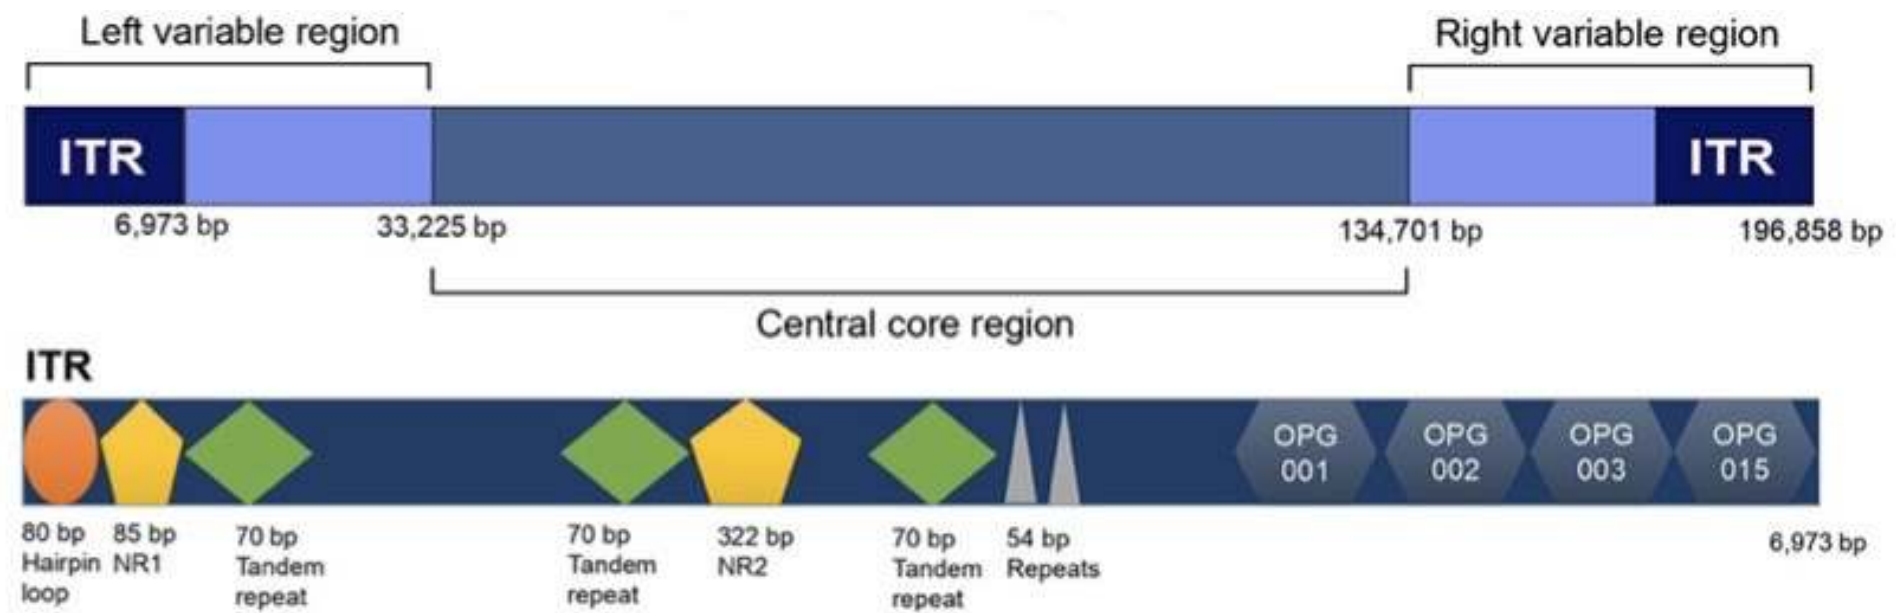 Left variable region
Right variable region
ITR
ITR
6,973 bp
33,225 bp
134,701 bp
196,858 bp
Central core region
ITR
OPG
001
OPG
002
OPG
003
OPG
015
80 bp
Hairpin
loop
85 bp
NR1
70 bp
Tandem
repeat
70 bp
Tandem
repeat
322 bp
NR2
70 bp
Tandem
repeat
54 bp
Repeats
6,973 bp